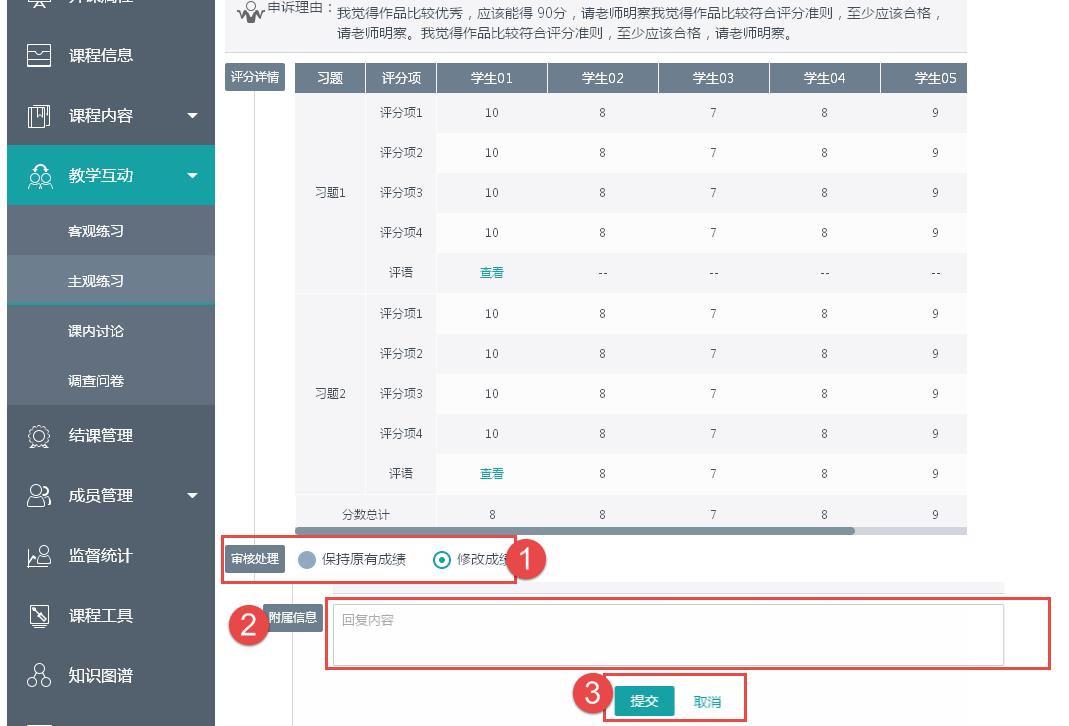 申诉理由：
我觉得作品比较优秀，应该能得 90分，请老师明察我觉得作品比较符合评分准则，至少应该合格，
请老师明察。我觉得作品比较符合评分准则，至少应该合格，请老师明察。
课程信息
课程内容
教学互动
客观练习
主观练习
课内讨论
调查问卷
结课管理
成员管理
监督统计
课程工具
知识图谱
评分详情
习题 评分项 学生01 学生02 学生03 学生04 学生05
评分项1 10 8 7 8 9
评分项2 10 8 7 8 9
习题1 评分项3 10 8 7 8 9
评分项4 10 8 7 8 9
评语 查看 -- -- -- --
评分项1 10 8 7 8 9
评分项2 10 8 7 8 9
习题2 评分项3 10 8 7 8 9
评分项4 10 8 7 8 9
评语 查看 8 7 8 9
分数总计 8 8 7 8 9
审核处理 保持原有成绩 修改成绩 1
2 附属信息 回复内容
3 提交 取消